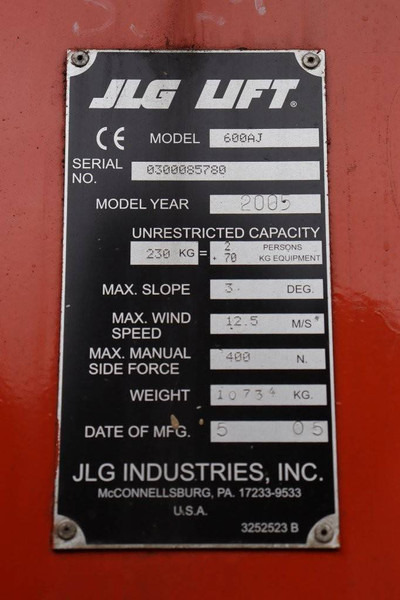 JLG LIFT®
CE MODEL 600AJ
SERIAL NO. 0300085780
MODEL YEAR 2005
UNRESTRICTED CAPACITY
230 KG = 2 PERSONS
+ 70 KG EQUIPMENT
MAX. SLOPE 3 DEG.
MAX. WIND SPEED 12.5 M/S*
MAX. MANUAL SIDE FORCE 400 N.
WEIGHT 10734 KG.
DATE OF MFG. 5 05
JLG INDUSTRIES, INC.
McCONNELLSBURG, PA. 17233-9533
U.S.A.
3252523 B